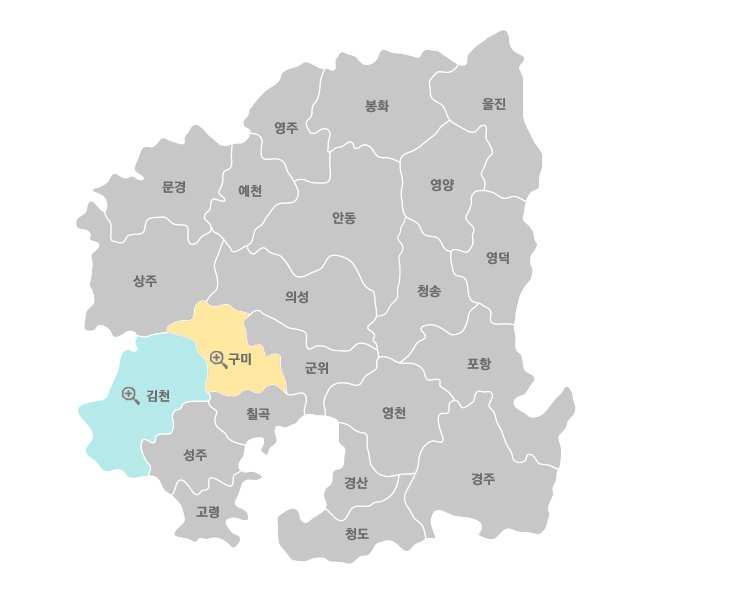 울진
봉화
영주
영양
문경
예천
안동
영덕
상주
청송
의성
구미
포항
군위
김천
영천
칠곡
성주
경주
경산
고령
청도